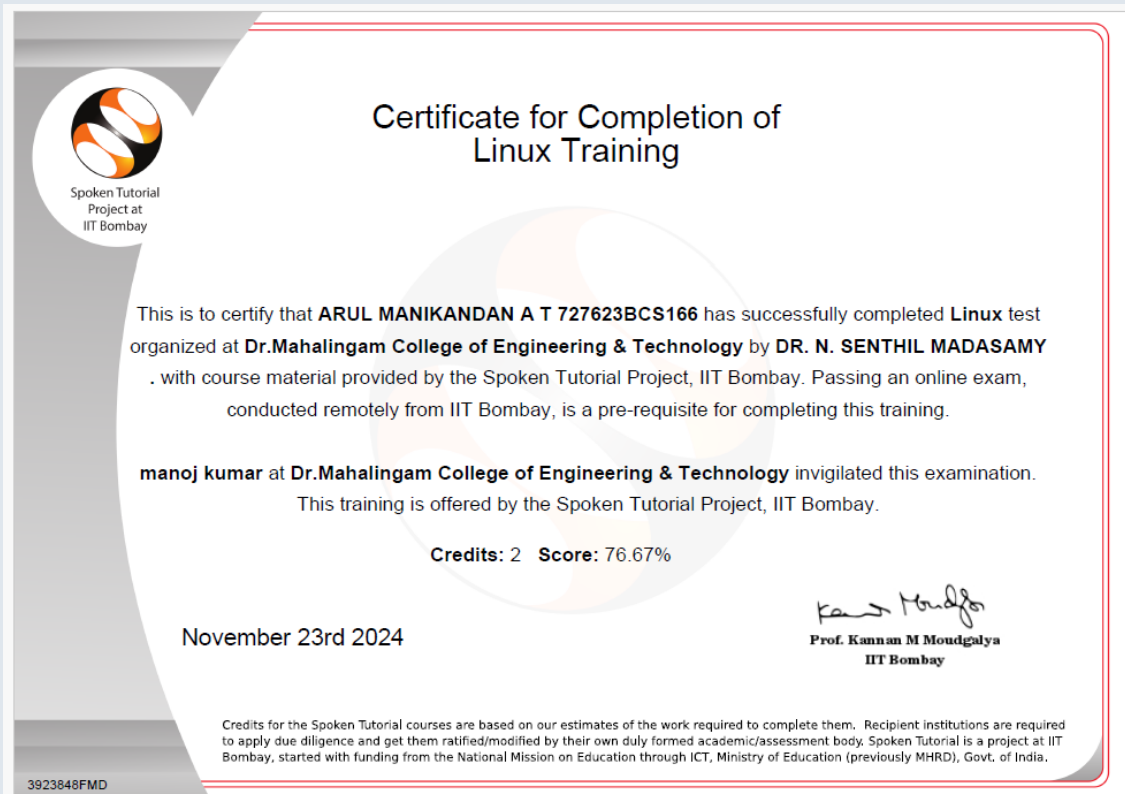 Certificate for Completion of
Linux Training
Spoken Tutorial
Project at
IIT Bombay
This is to certify that ARUL MANIKANDAN A T 727623BCS166 has successfully completed Linux test
organized at Dr.Mahalingam College of Engineering & Technology by DR. N. SENTHIL MADASAMY
. with course material provided by the Spoken Tutorial Project, IIT Bombay. Passing an online exam,
conducted remotely from IIT Bombay, is a pre-requisite for completing this training.
manoj kumar at Dr.Mahalingam College of Engineering & Technology invigilated this examination.
This training is offered by the Spoken Tutorial Project, IIT Bombay.
Credits: 2 Score: 76.67%
November 23rd 2024
Prof. Kannan M Moudgalya
IIT Bombay
Credits for the Spoken Tutorial courses are based on our estimates of the work required to complete them. Recipient institutions are required
to apply due diligence and get them ratified/modified by their own duly formed academic/assessment body. Spoken Tutorial is a project at IIT
Bombay, started with funding from the National Mission on Education through ICT, Ministry of Education (previously MHRD), Govt. of India.
3923848FMD